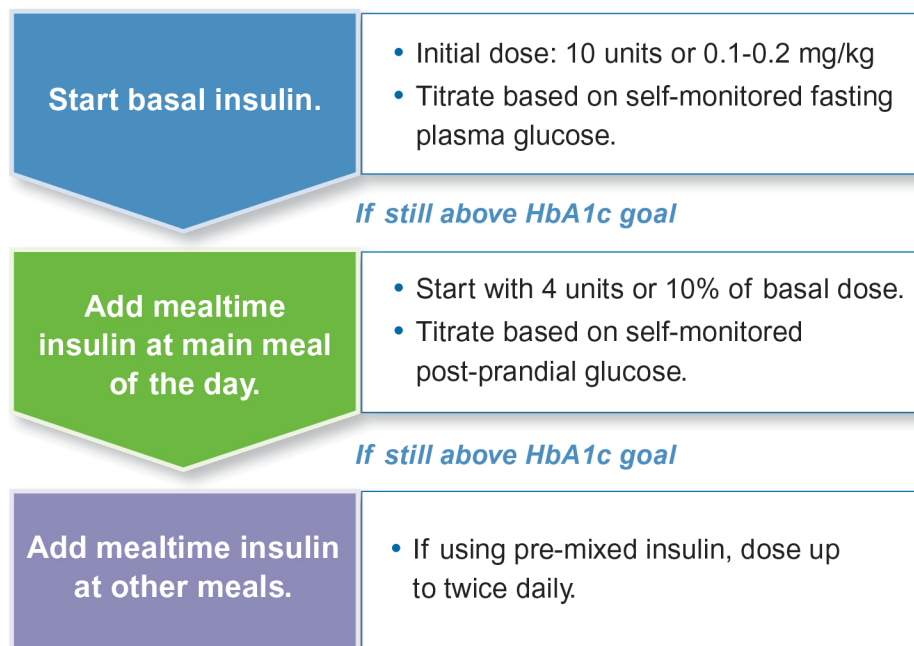 Start basal insulin.
• Initial dose: 10 units or 0.1-0.2 mg/kg
• Titrate based on self-monitored fasting
plasma glucose.
If still above HbA1c goal
Add mealtime
insulin at main meal
of the day.
• Start with 4 units or 10% of basal dose.
• Titrate based on self-monitored
post-prandial glucose.
If still above HbA1c goal
Add mealtime insulin
at other meals.
• If using pre-mixed insulin, dose up
to twice daily.